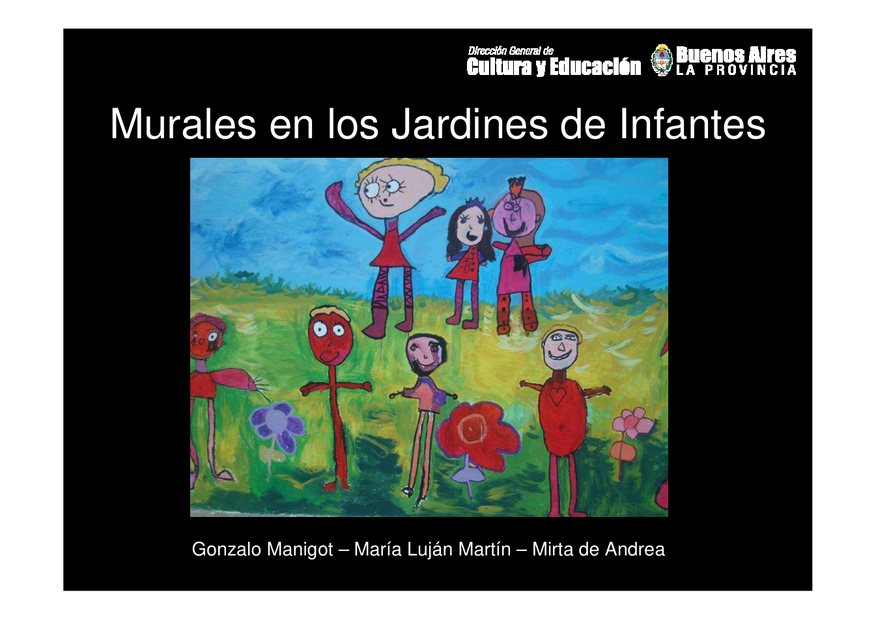 Dirección General de
Cultura y Educación
Buenos Aires
LA PROVINCIA
Murales en los Jardines de Infantes
Gonzalo Manigot – María Luján Martín – Mirta de Andrea